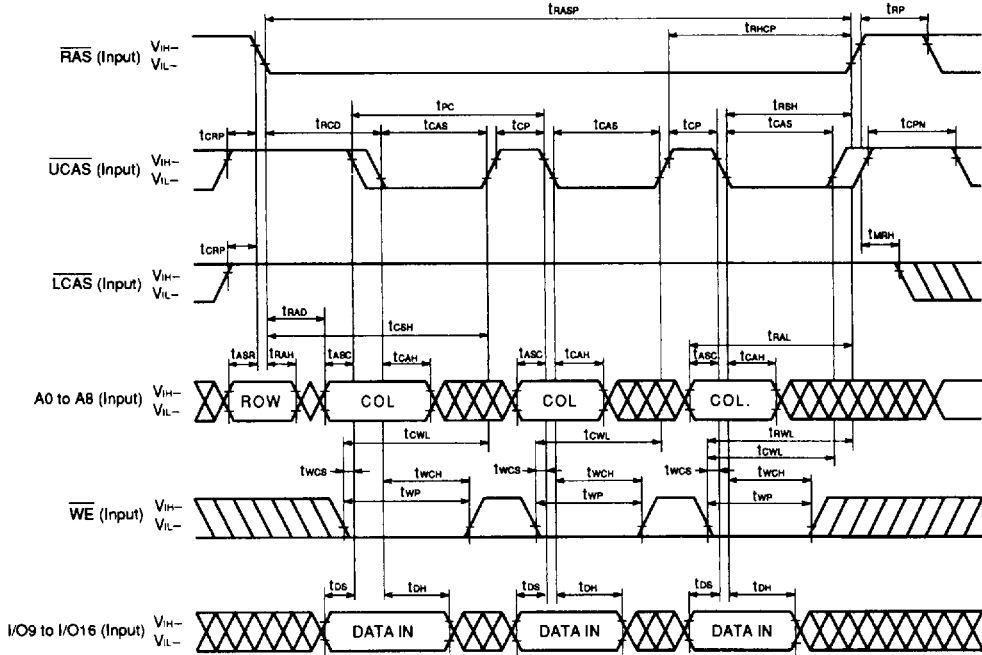 tRASP tRP
tRHCP
RAS (Input) VIH–
VIL–
tPC tRSH
tCRP tRCD tCAS tCP tCAS tCP tCAS tCPN
UCAS (Input) VIH–
VIL–
tCRP tMRH
LCAS (Input) VIH–
VIL–
tRAD
tCSH tRAL
tASR tRAH tASC tCAH tASC tCAH tASC tCAH
A0 to A8 (Input) VIH–
VIL–
ROW COL COL COL.
tCWL tCWL tRWL
tCWL
tWCS tWCH tWCS tWCH tWCS tWCH
tWP tWP tWP
WE (Input) VIH–
VIL–
tDS tDH tDS tDH tDS tDH
I/O9 to I/O16 (Input) VIH–
VIL–
DATA IN DATA IN DATA IN